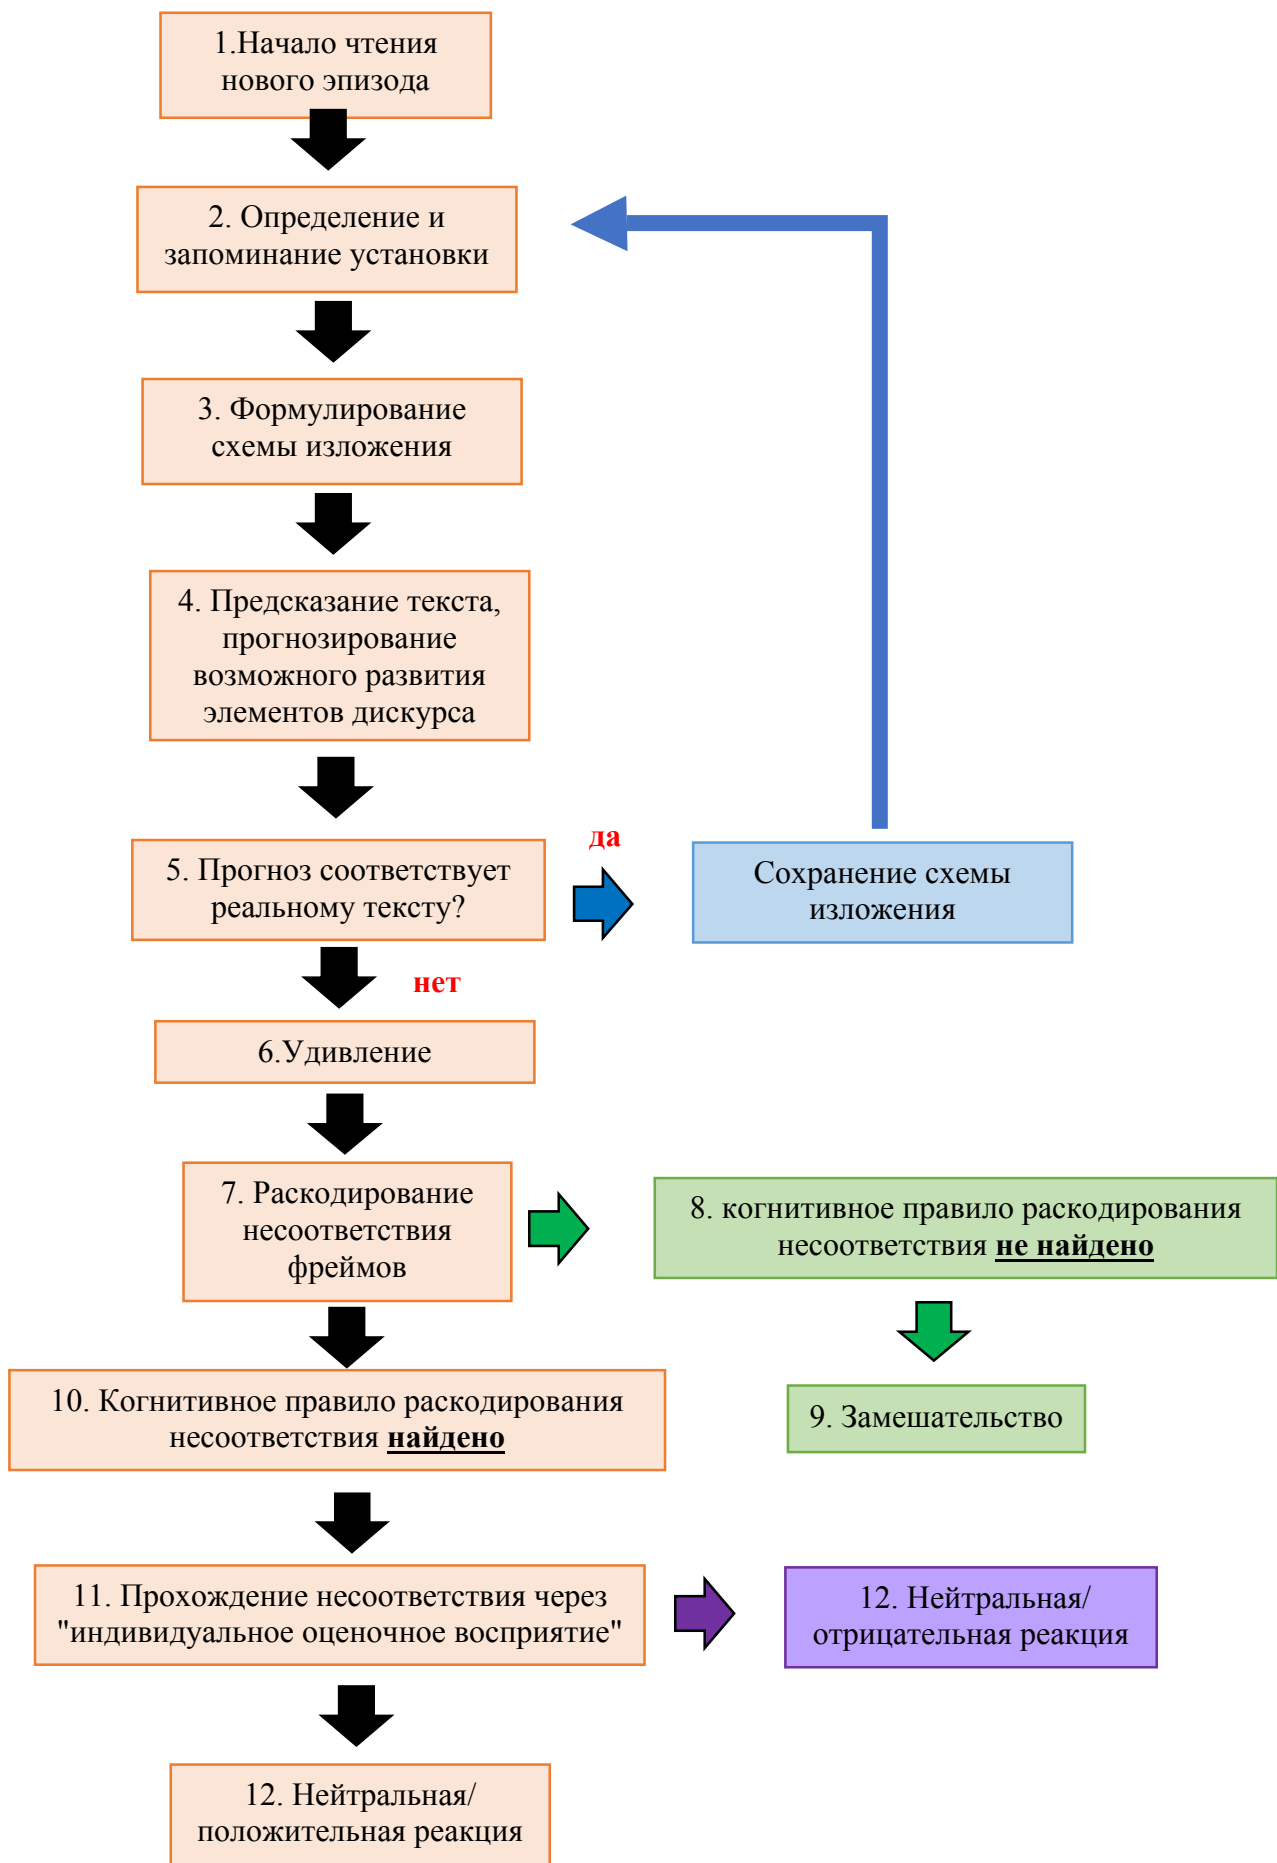 1.Начало чтения
нового эпизода
2. Определение и
запоминание установки
3. Формулирование
схемы изложения
4. Предсказание текста,
прогнозирование
возможного развития
элементов дискурса
5. Прогноз соответствует
реальному тексту?
да
Сохранение схемы
изложения
нет
6.Удивление
7. Раскодирование
несоответствия
фреймов
8. когнитивное правило раскодирования
несоответствия не найдено
9. Замешательство
10. Когнитивное правило раскодирования
несоответствия найдено
11. Прохождение несоответствия через
"индивидуальное оценочное восприятие"
12. Нейтральная/
отрицательная реакция
12. Нейтральная/
положительная реакция